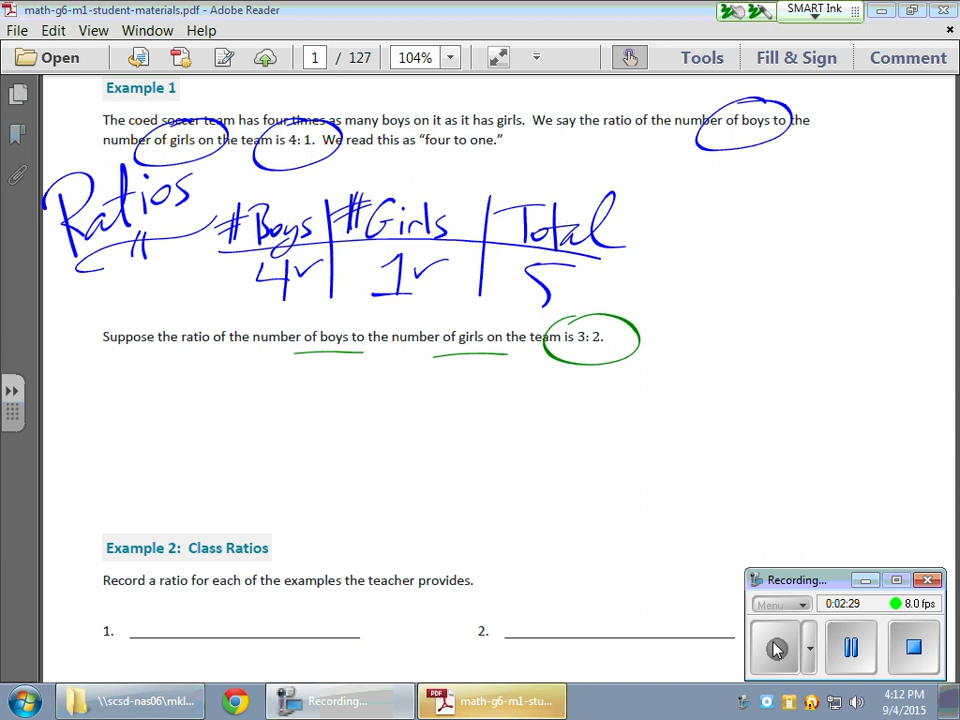 math-g6-m1-student-materials.pdf - Adobe Reader
SMART Ink
File Edit View Window Help
Open 1 / 127 104% Tools Fill & Sign Comment
Example 1
The coed soccer team has four times as many boys on it as it has girls. We say the ratio of the number of boys to the
number of girls on the team is 4: 1. We read this as “four to one.”
Ratios
#Boys #Girls Total
4 1 5
Suppose the ratio of the number of boys to the number of girls on the team is 3: 2.
Example 2: Class Ratios
Record a ratio for each of the examples the teacher provides.
1. 2.
Recording...
Menu 0:02:29 8.0 fps
\\scsd-nas06\mkl... Recording... math-g6-m1-stu...
PDF
4:12 PM
9/4/2015